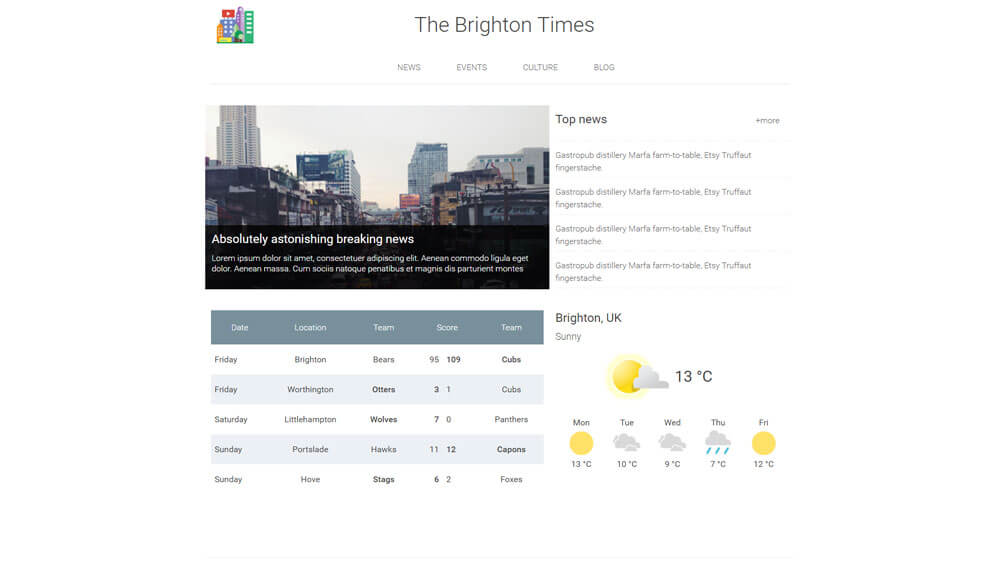 The Brighton Times
NEWS EVENTS CULTURE BLOG
Absolutely astonishing breaking news
Lorem ipsum dolor sit amet, consectetuer adipiscing elit. Aenean commodo ligula eget
dolor. Aenean massa. Cum sociis natoque penatibus et magnis dis parturient montes
Top news +more
Gastropub distillery Marfa farm-to-table, Etsy Truffaut
fingerstache.
Gastropub distillery Marfa farm-to-table, Etsy Truffaut
fingerstache.
Gastropub distillery Marfa farm-to-table, Etsy Truffaut
fingerstache.
Gastropub distillery Marfa farm-to-table, Etsy Truffaut
fingerstache.
Date Location Team Score Team
Friday Brighton Bears 95 109 Cubs
Friday Worthington Otters 3 1 Cubs
Saturday Littlehampton Wolves 7 0 Panthers
Sunday Portslade Hawks 11 12 Capons
Sunday Hove Stags 6 2 Foxes
Brighton, UK
Sunny
13 °C
Mon Tue Wed Thu Fri
13 °C 10 °C 9 °C 7 °C 12 °C